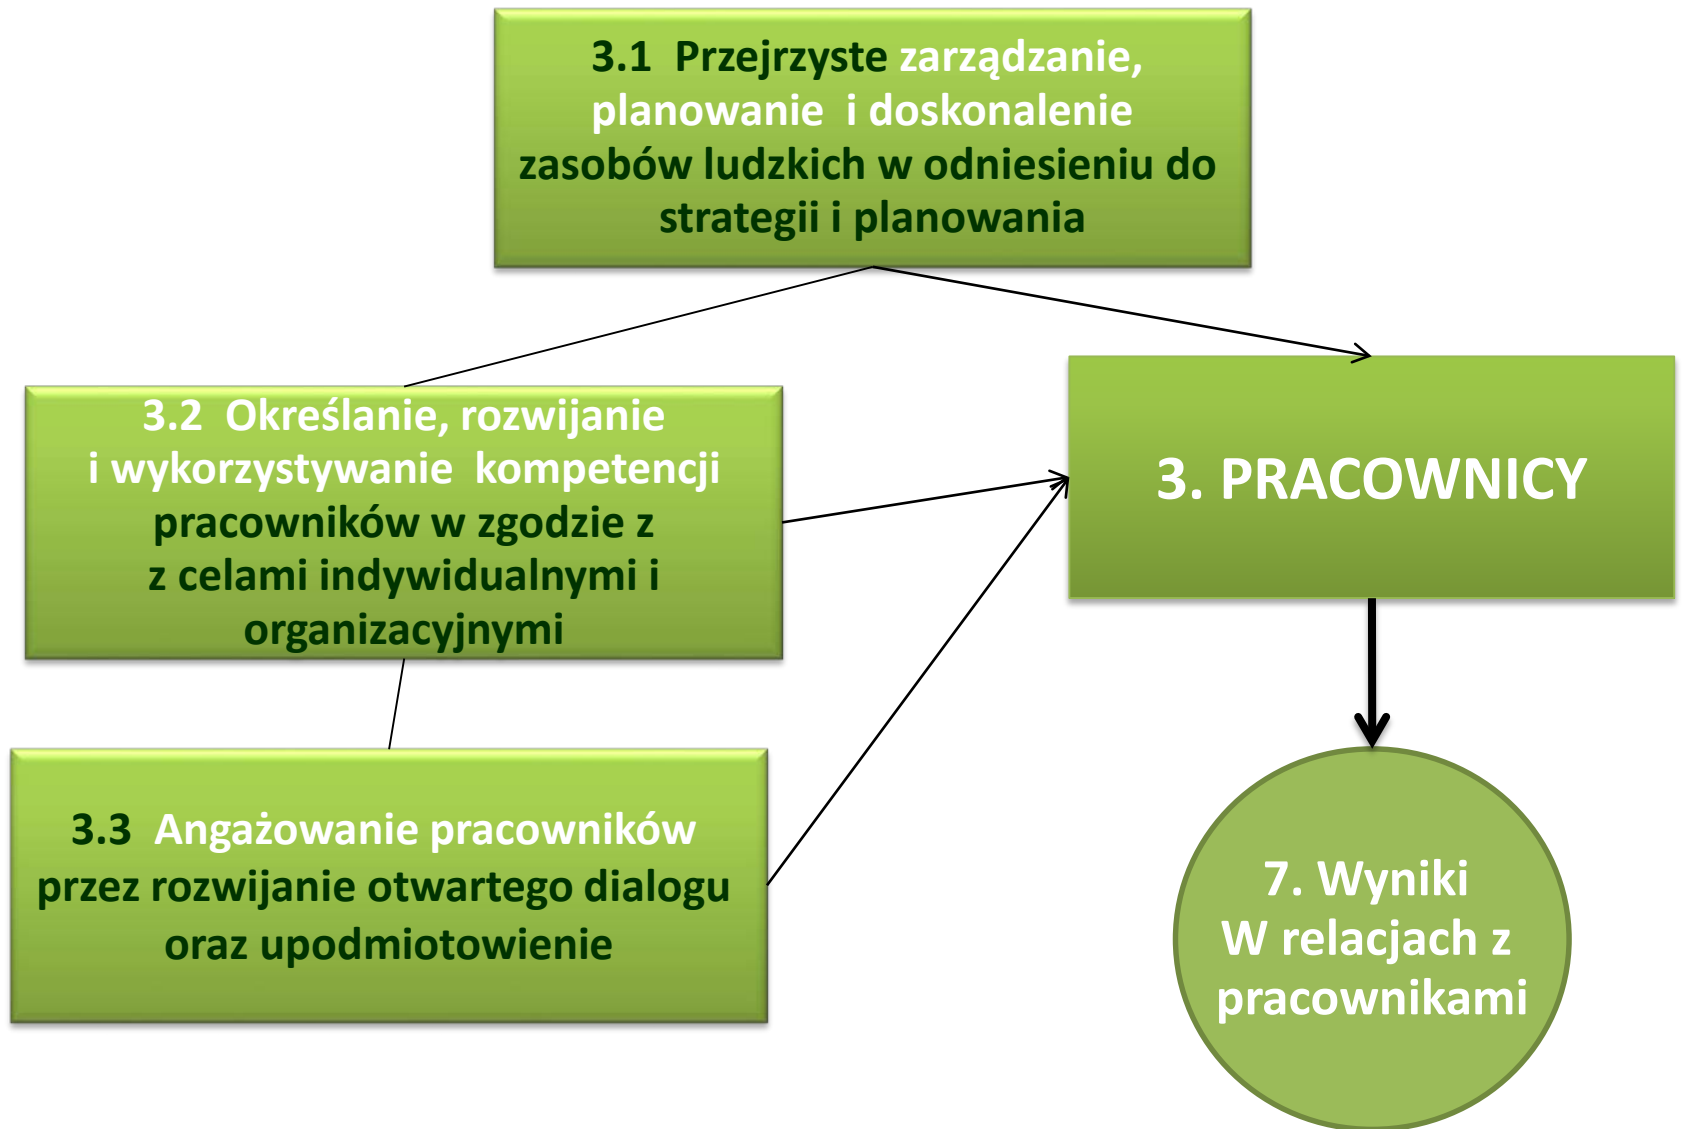 3.1 Przejrzyste zarządzanie,
planowanie i doskonalenie
zasobów ludzkich w odniesieniu do
strategii i planowania
3.2 Określanie, rozwijanie
i wykorzystywanie kompetencji
pracowników w zgodzie z
z celami indywidualnymi i
organizacyjnymi
3. PRACOWNICY
3.3 Angażowanie pracowników
przez rozwijanie otwartego dialogu
oraz upodmiotowienie
7. Wyniki
W relacjach z
pracownikami